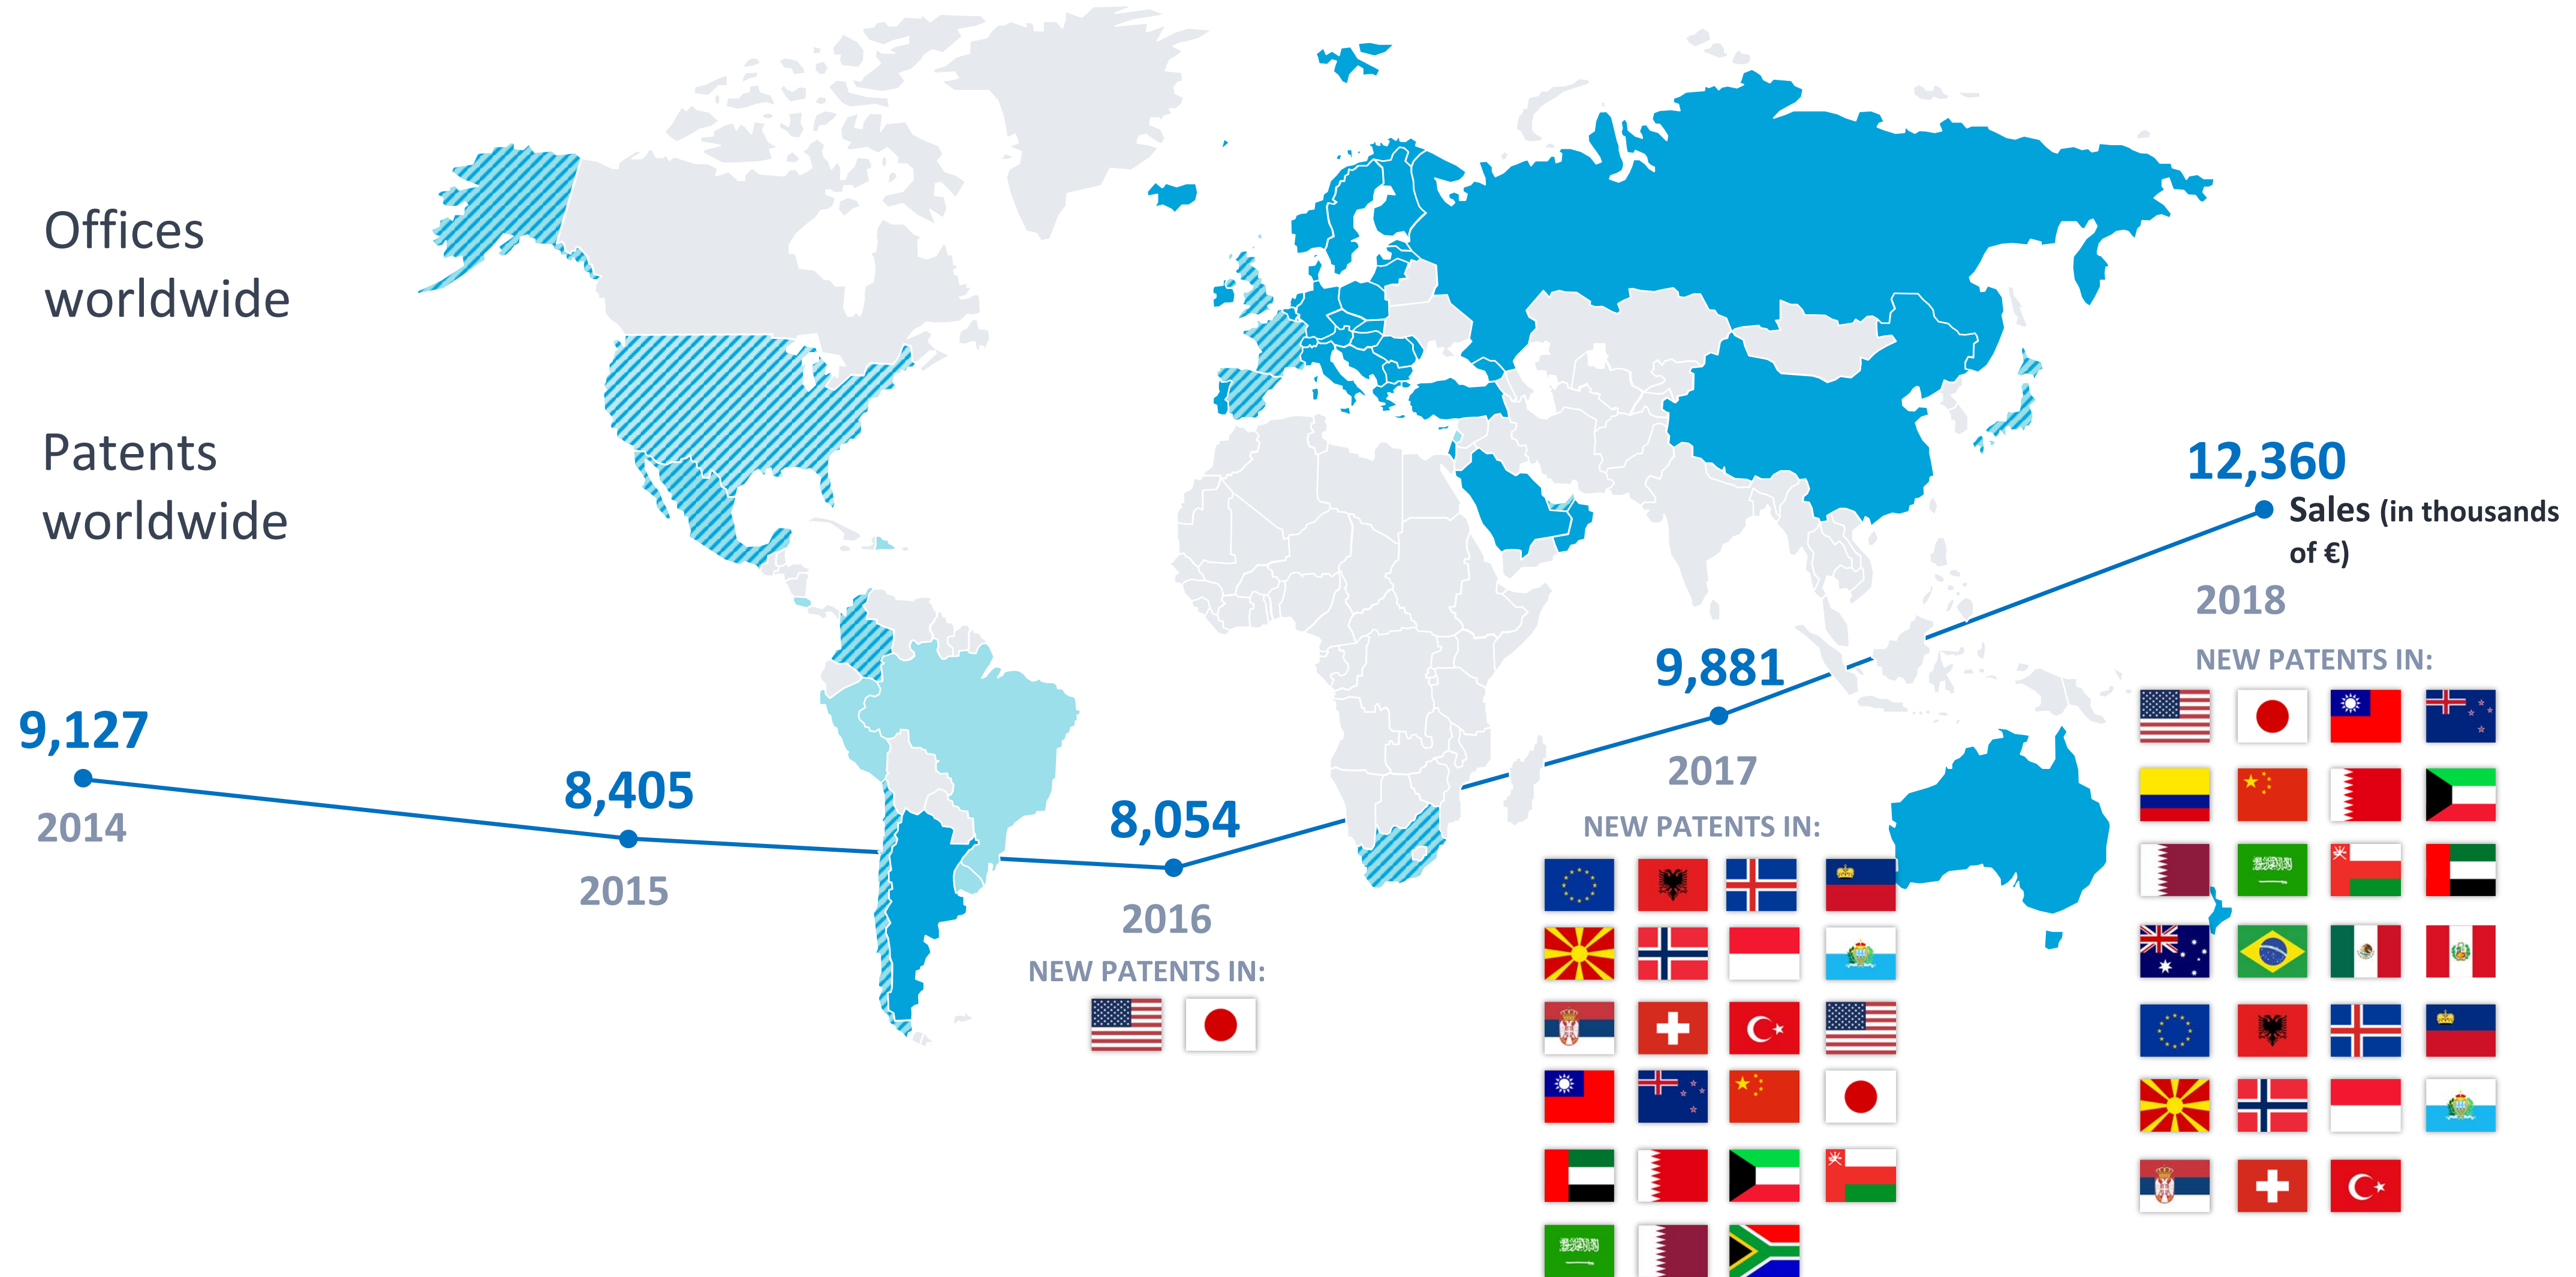 Offices
worldwide
Patents
worldwide
9,127
2014
8,405
2015
8,054
2016
NEW PATENTS IN:
9,881
2017
NEW PATENTS IN:
12,360
Sales (in thousands
of €)
2018
NEW PATENTS IN: